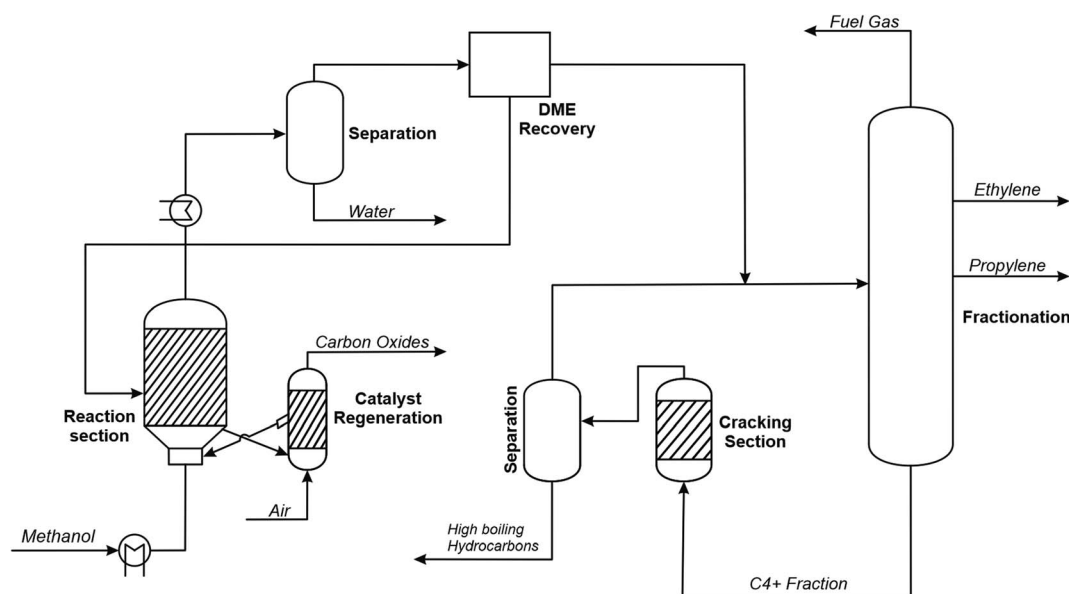 Fuel Gas
DME
Recovery
Separation
Water
Ethylene
Propylene
Fractionation
Carbon Oxides
Catalyst
Regeneration
Reaction
section
Separation
Cracking
Section
Air
Methanol
High boiling
Hydrocarbons
C4+ Fraction